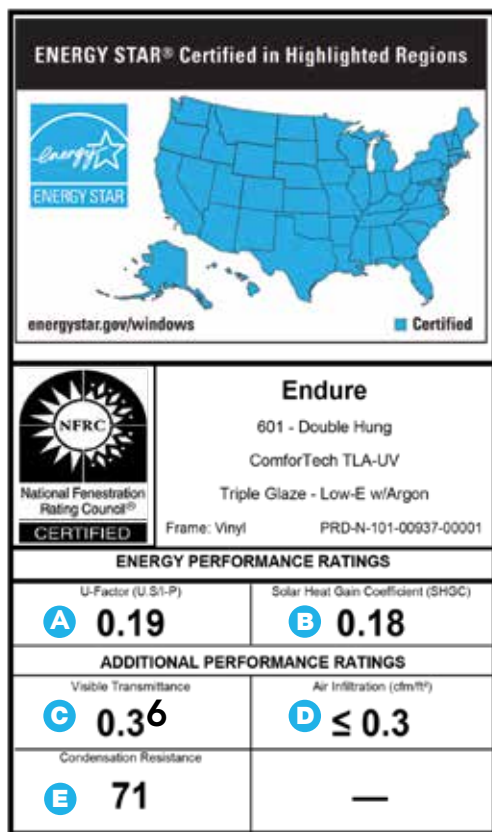 ENERGY STAR® Certified in Highlighted Regions
energy
ENERGY STAR
energystar.gov/windows
Certified
NFRC
National Fenestration
Rating Council®
CERTIFIED
Endure
601 - Double Hung
ComforTech TLA-UV
Triple Glaze - Low-E w/Argon
Frame: Vinyl PRD-N-101-00937-00001
ENERGY PERFORMANCE RATINGS
U-Factor (U.S/I-P)
A 0.19
Solar Heat Gain Coefficient (SHGC)
B 0.18
ADDITIONAL PERFORMANCE RATINGS
Visible Transmittance
C 0.36
Air Infiltration (cfm/ft²)
D ≤ 0.3
Condensation Resistance
E 71
—